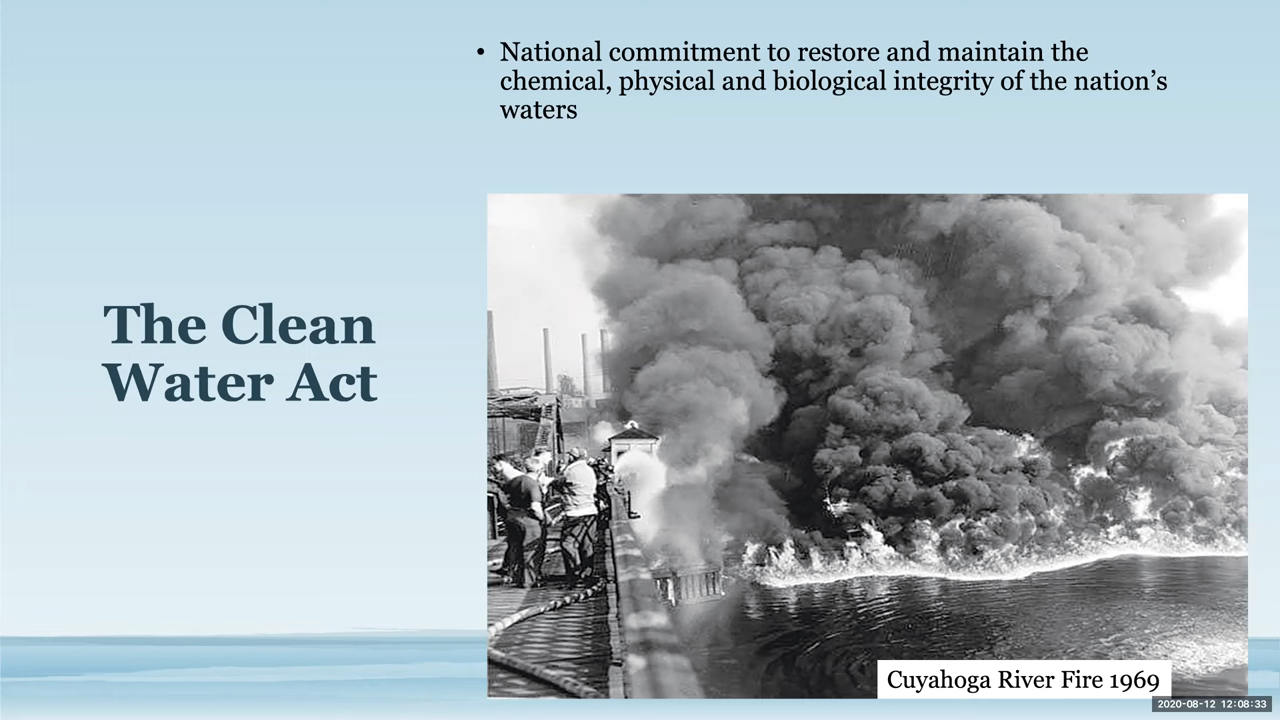 • National commitment to restore and maintain the
chemical, physical and biological integrity of the nation’s
waters
The Clean
Water Act
Cuyahoga River Fire 1969
2020-08-12 12:08:33